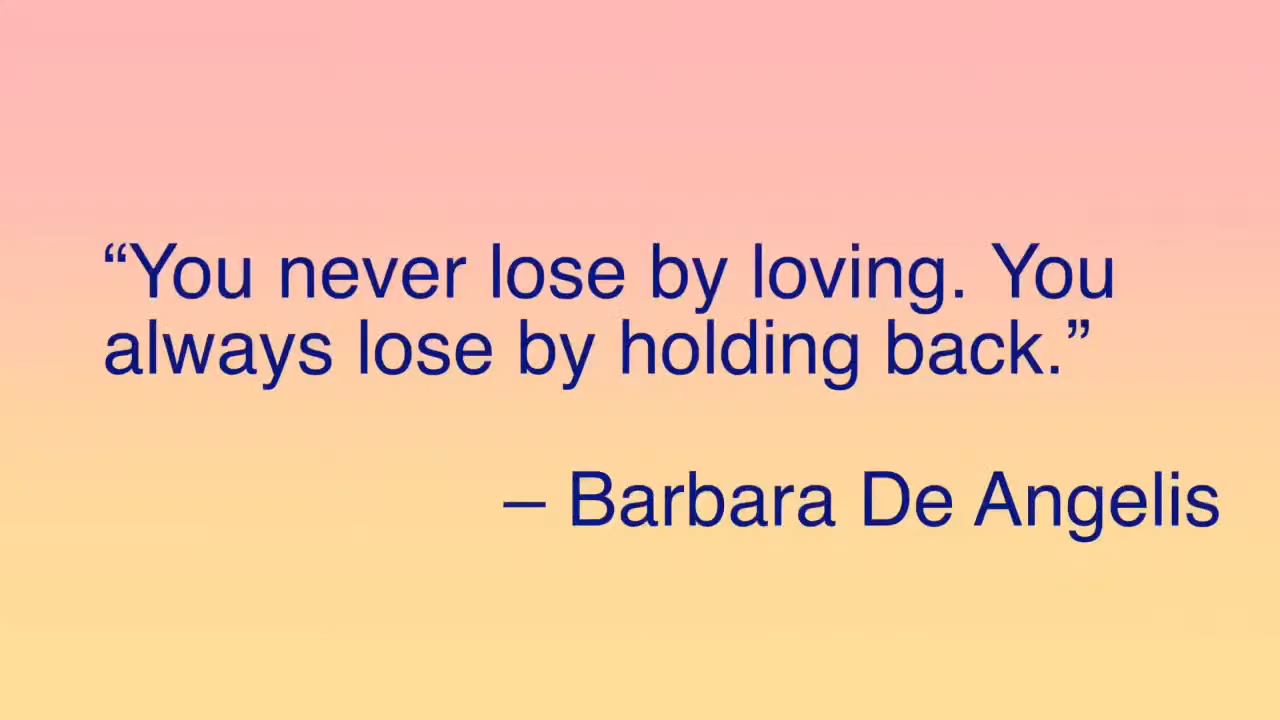 “You never lose by loving. You
always lose by holding back.”
– Barbara De Angelis